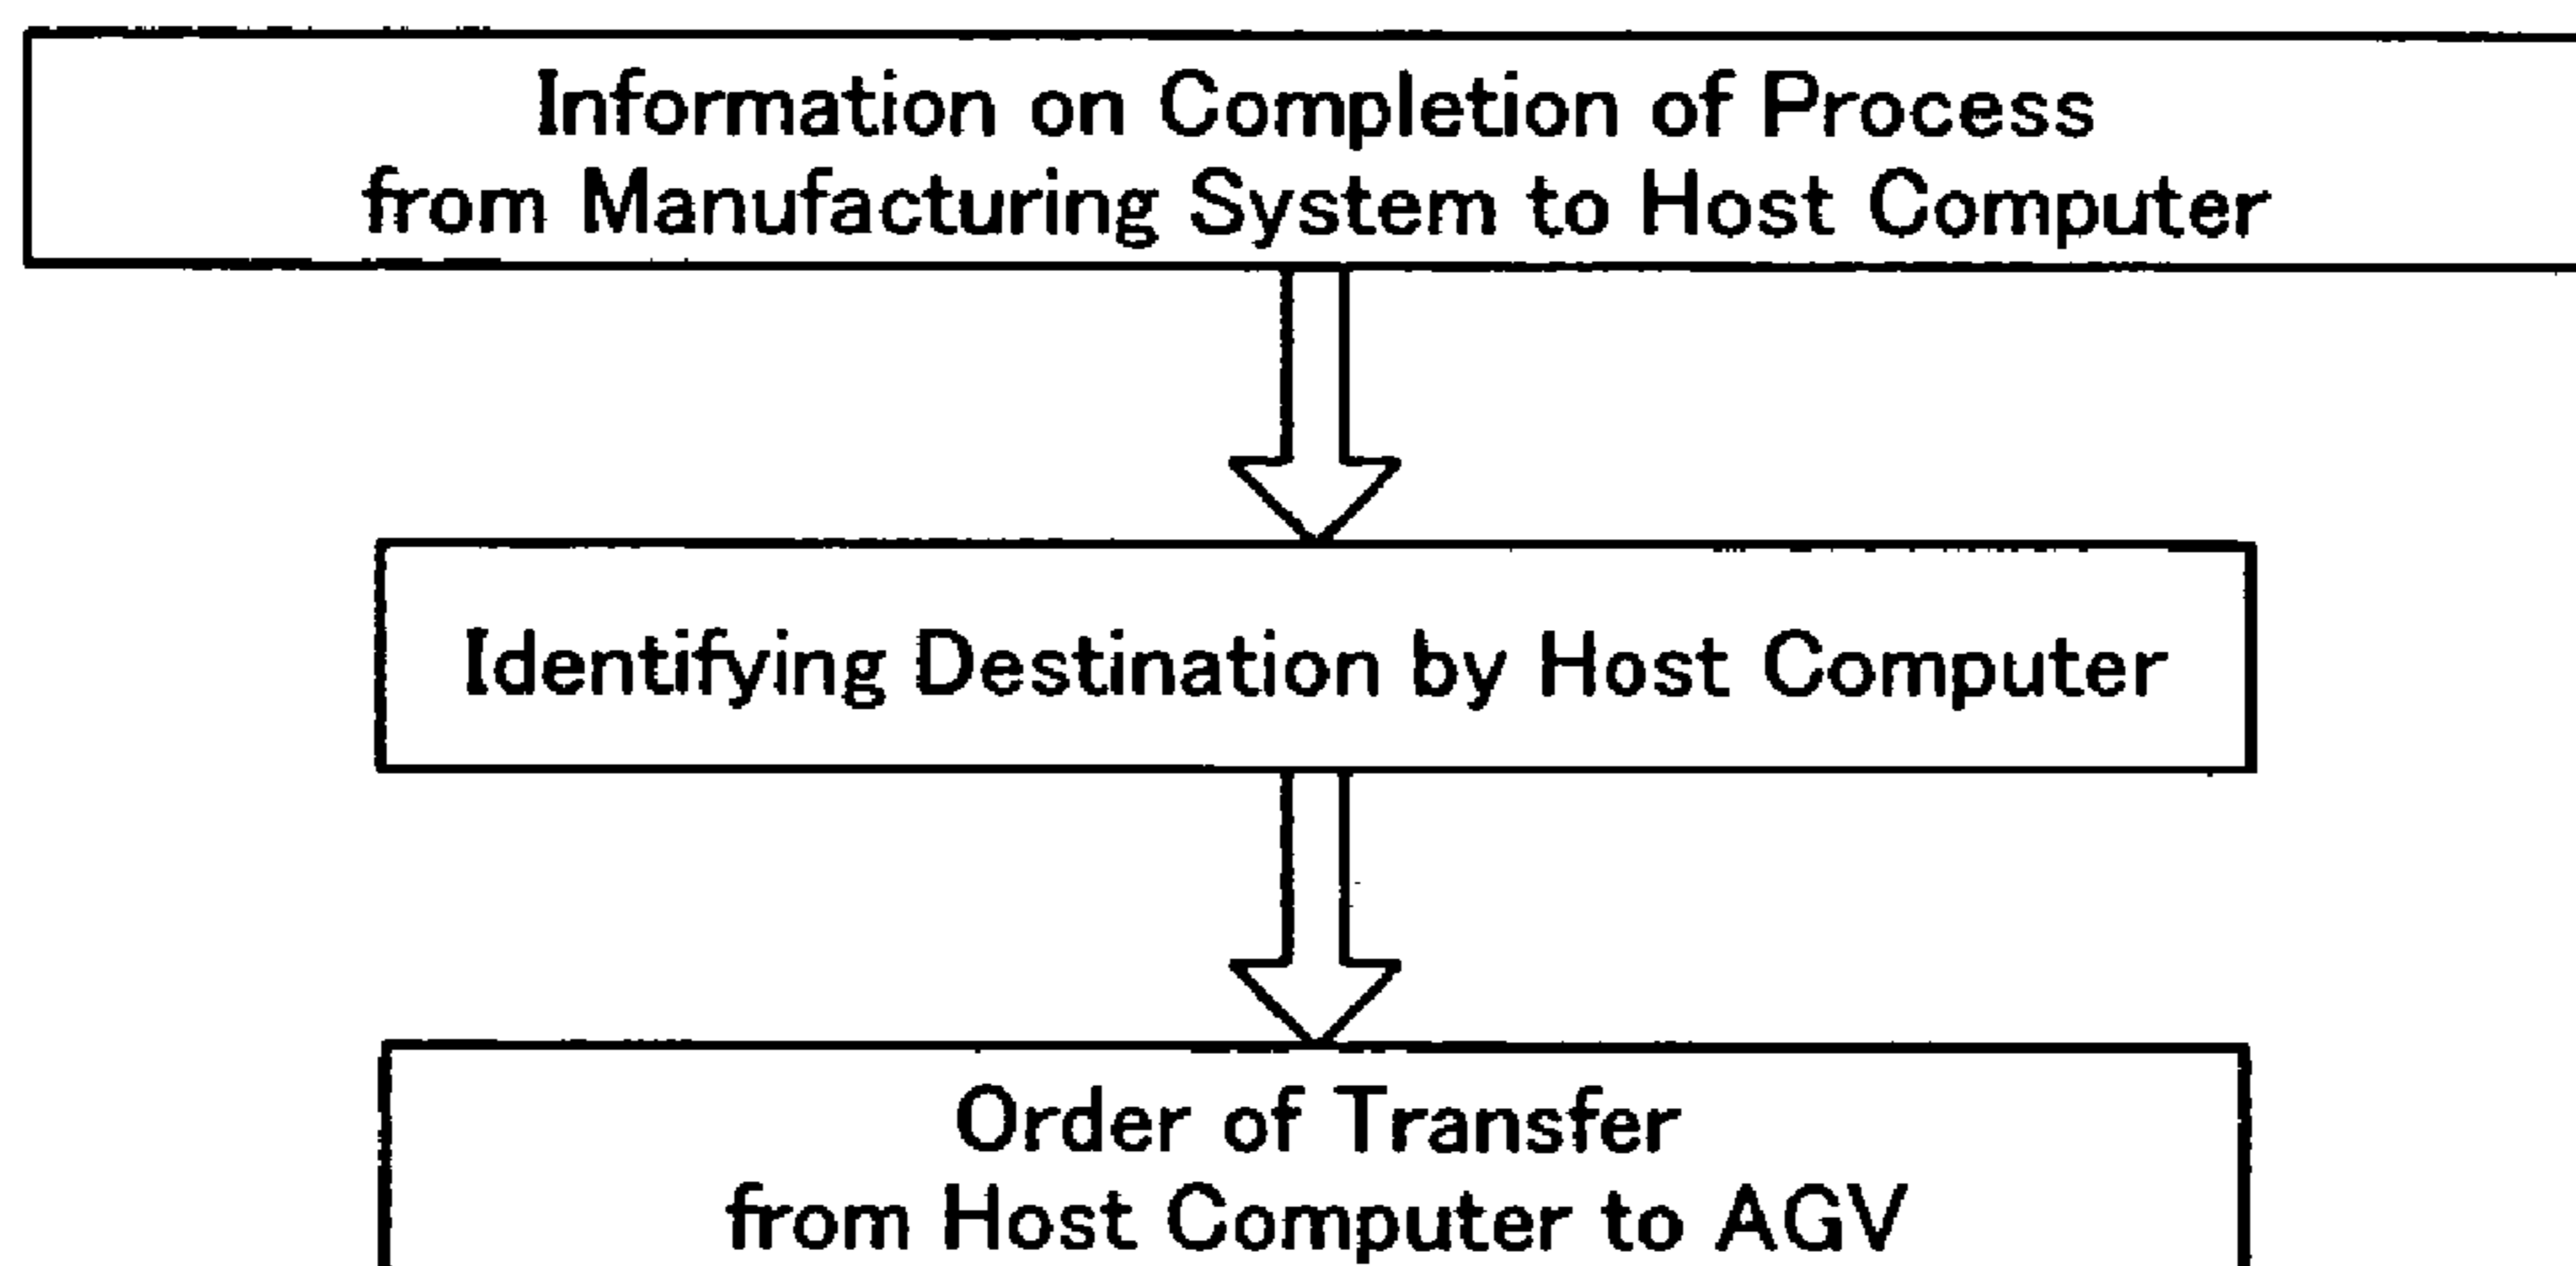 Information on Completion of Process
from Manufacturing System to Host Computer
Identifying Destination by Host Computer
Order of Transfer
from Host Computer to AGV